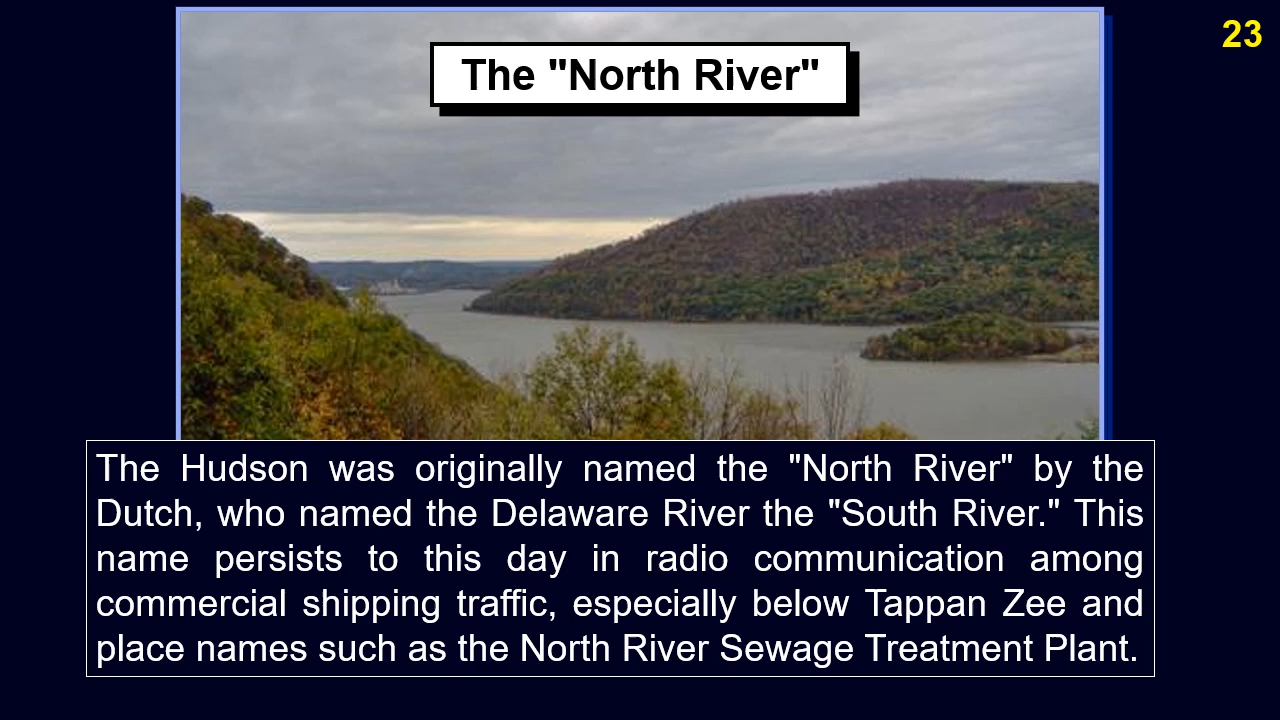 23
The "North River"
The Hudson was originally named the "North River" by the
Dutch, who named the Delaware River the "South River." This
name persists to this day in radio communication among
commercial shipping traffic, especially below Tappan Zee and
place names such as the North River Sewage Treatment Plant.